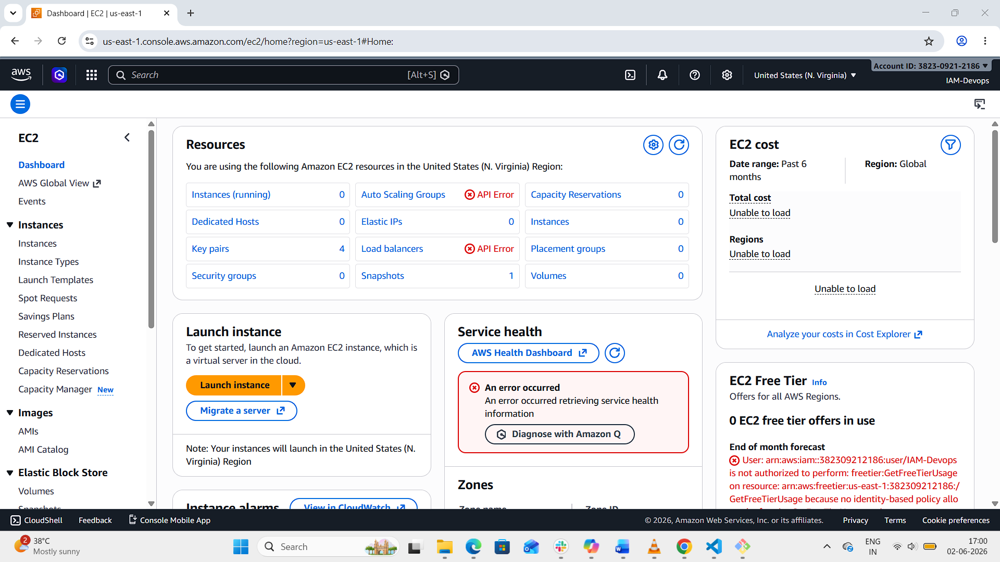 Dashboard | EC2 | us-east-1
us-east-1.console.aws.amazon.com/ec2/home?region=us-east-1#Home:
aws
Search
[Alt+S]
United States (N. Virginia)
Account ID: 3823-0921-2186
IAM-Devops
EC2
Dashboard
AWS Global View
Events
Instances
Instances
Instance Types
Launch Templates
Spot Requests
Savings Plans
Reserved Instances
Dedicated Hosts
Capacity Reservations
Capacity Manager New
Images
AMIs
AMI Catalog
Elastic Block Store
Volumes
Snapshots
Resources
You are using the following Amazon EC2 resources in the United States (N. Virginia) Region:
Instances (running) 0
Auto Scaling Groups API Error
Capacity Reservations 0
Dedicated Hosts 0
Elastic IPs 0
Instances 0
Key pairs 4
Load balancers API Error
Placement groups 0
Security groups 0
Snapshots 1
Volumes 0
Launch instance
To get started, launch an Amazon EC2 instance, which is
a virtual server in the cloud.
Launch instance
Migrate a server
Note: Your instances will launch in the United States (N.
Virginia) Region
Instance alarms
View in CloudWatch
Service health
AWS Health Dashboard
An error occurred
An error occurred retrieving service health
information
Diagnose with Amazon Q
Zones
Zone name
Zone ID
EC2 cost
Date range: Past 6
months
Region: Global
Total cost
Unable to load
Regions
Unable to load
Unable to load
Analyze your costs in Cost Explorer
EC2 Free Tier Info
Offers for all AWS Regions.
0 EC2 free tier offers in use
End of month forecast
User: arn:aws:iam::382309212186:user/IAM-Devops
is not authorized to perform: freetier:GetFreeTierUsage
on resource: arn:aws:freetier:us-east-1:382309212186:/
GetFreeTierUsage because no identity-based policy allo
CloudShell
Feedback
Console Mobile App
© 2026, Amazon Web Services, Inc. or its affiliates.
Privacy
Terms
Cookie preferences
2
38°C
Mostly sunny
Search
ENG
IN
17:00
02-06-2026